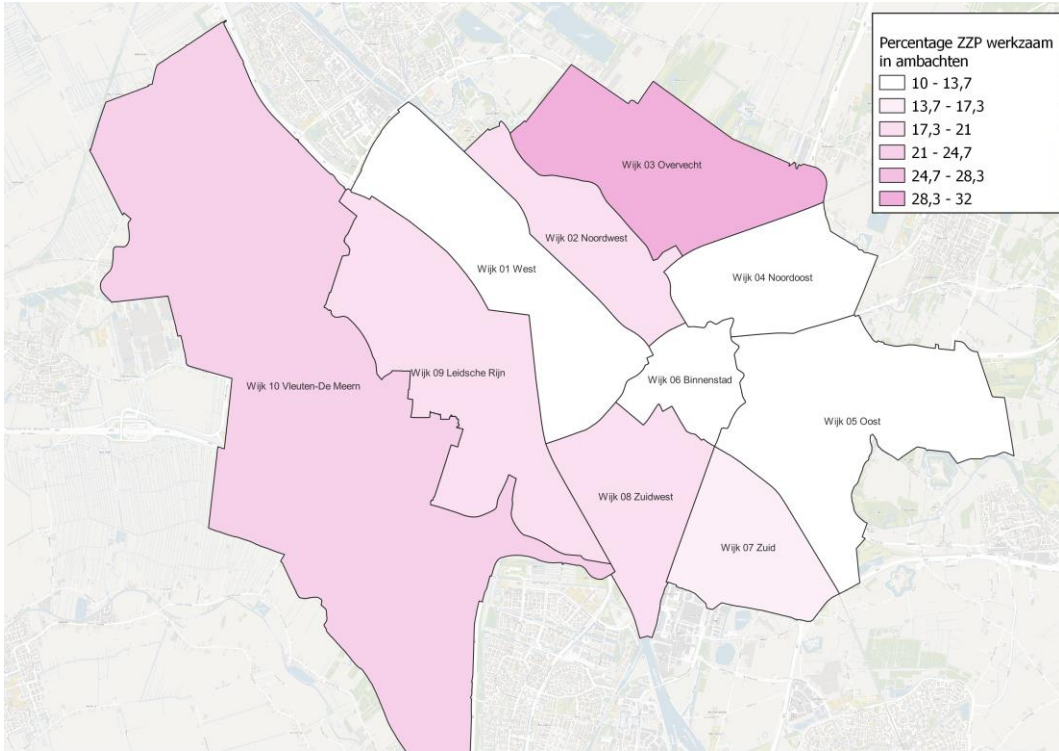 Percentage ZZP werkzaam
in ambachten
10 - 13,7
13,7 - 17,3
17,3 - 21
21 - 24,7
24,7 - 28,3
28,3 - 32
Wijk 03 Overvecht
Wijk 02 Noordwest
Wijk 01 West
Wijk 04 Noordoost
Wijk 09 Leidsche Rijn
Wijk 06 Binnenstad
Wijk 10 Vleuten-De Meern
Wijk 05 Oost
Wijk 08 Zuidwest
Wijk 07 Zuid